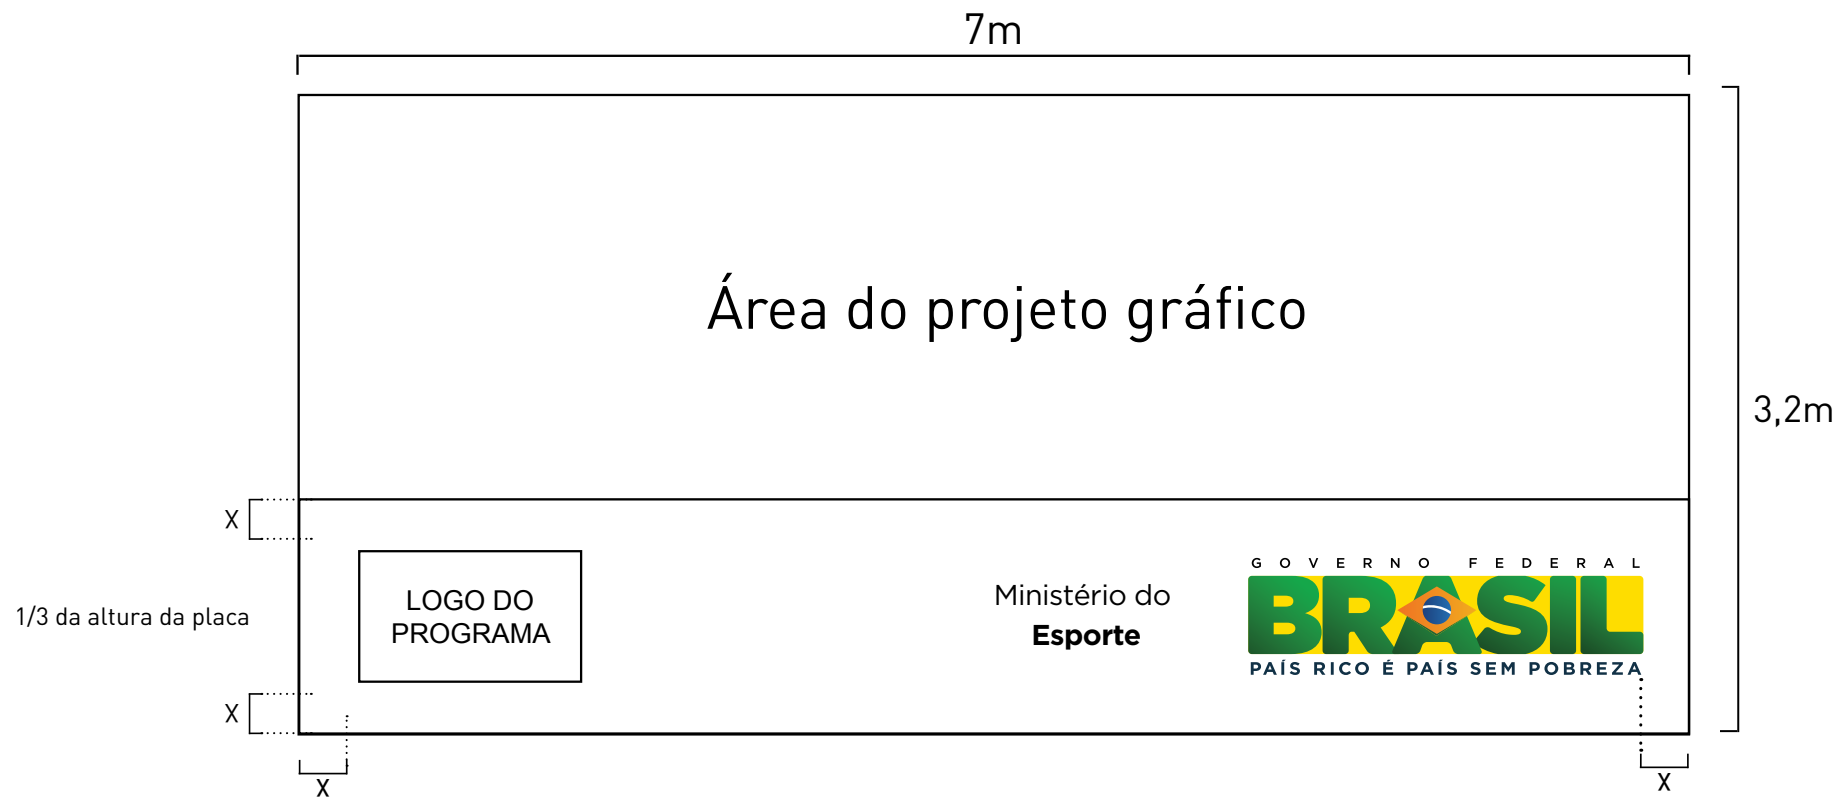 7m
Área do projeto gráfico
3,2m
X
1/3 da altura da placa
LOGO DO
PROGRAMA
Ministério do
Esporte
GOVERNO FEDERAL
BRASIL
PAÍS RICO É PAÍS SEM POBREZA
X
X
X